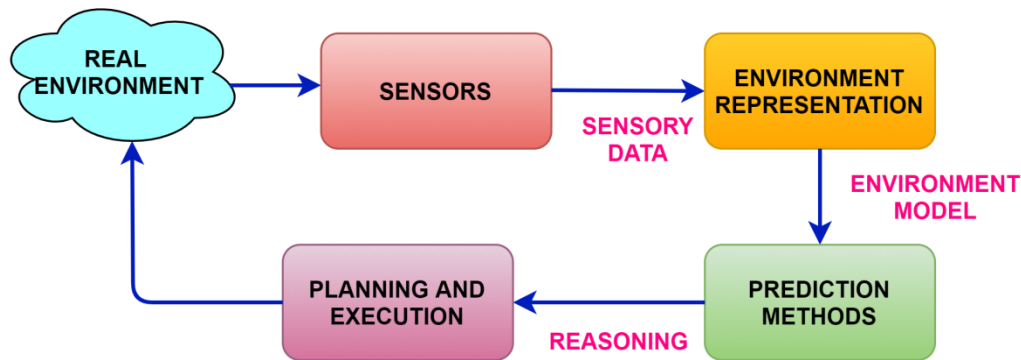 REAL
ENVIRONMENT
SENSORS
SENSORY
DATA
ENVIRONMENT
REPRESENTATION
ENVIRONMENT
MODEL
PREDICTION
METHODS
REASONING
PLANNING AND
EXECUTION